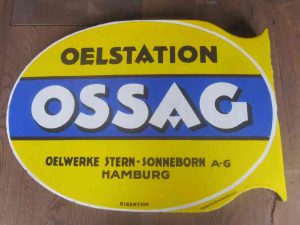 OELSTATION
OSSAG
OELWERKE STERN-SONNEBORN A-G
HAMBURG
EIGENTUM